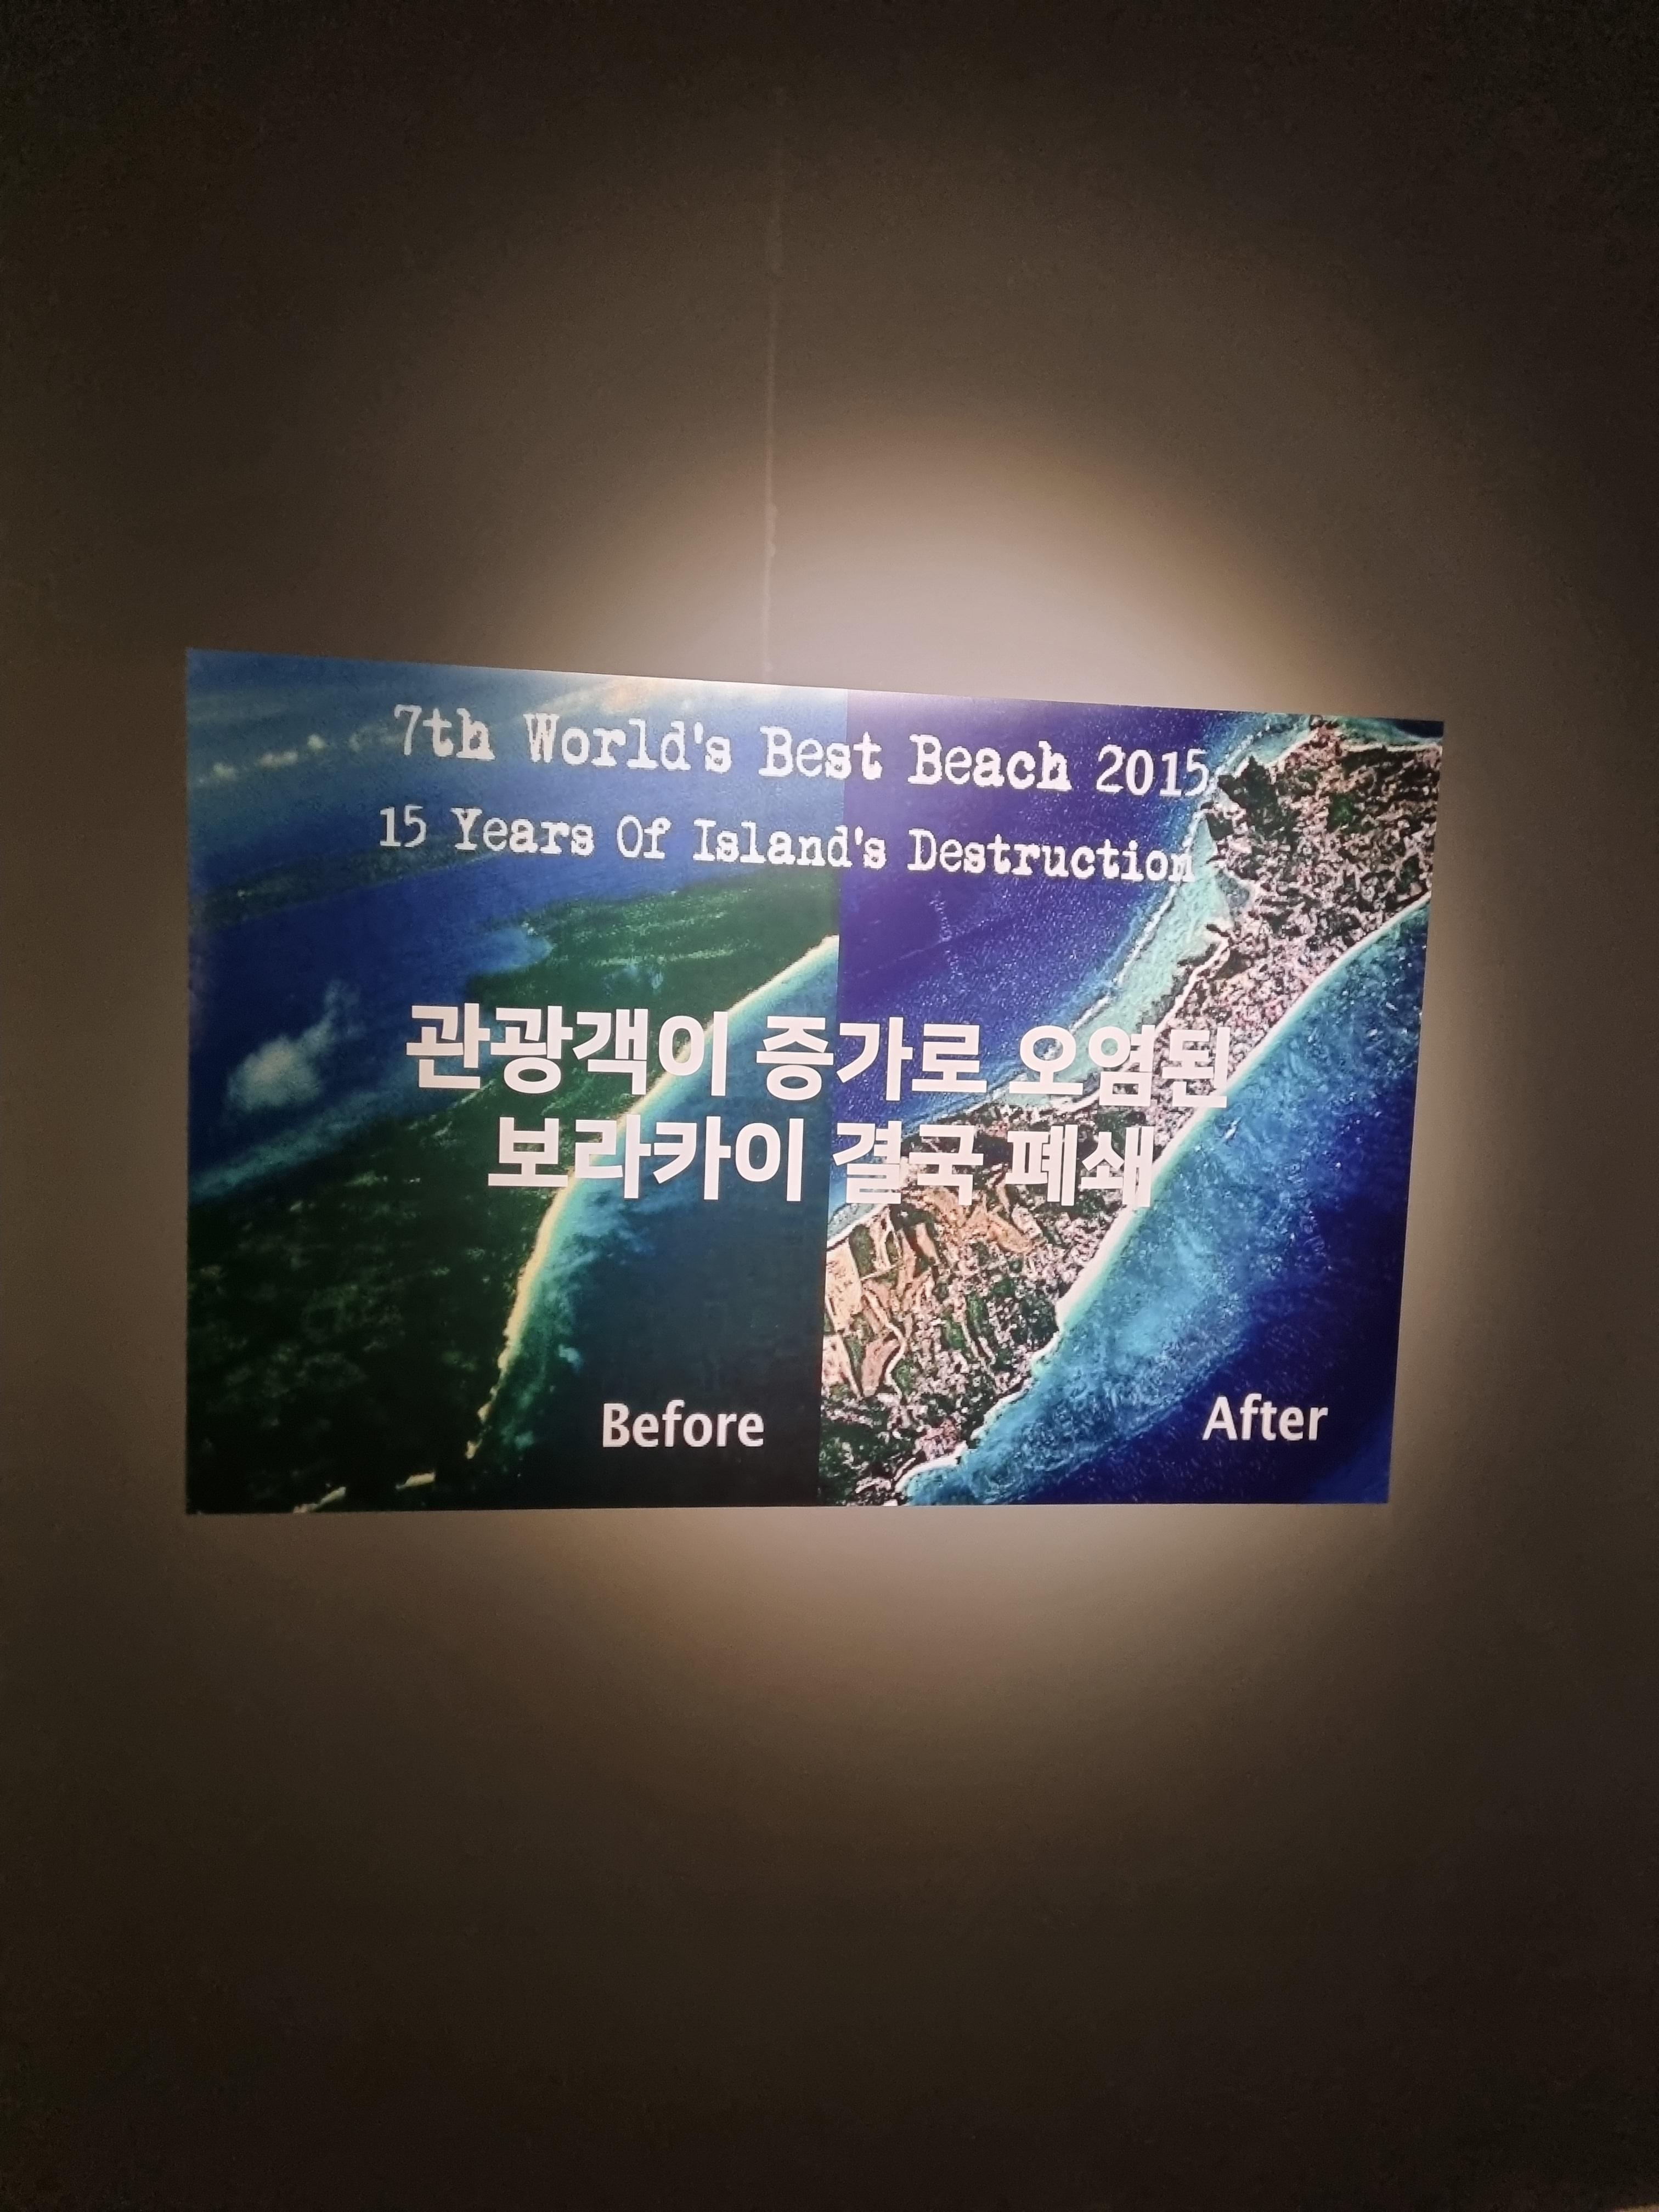 7th World's Best Beach 2015
15 Years Of Island's Destruction
관광객이 증가로 오염된
보라카이 결국 폐쇄
Before
After